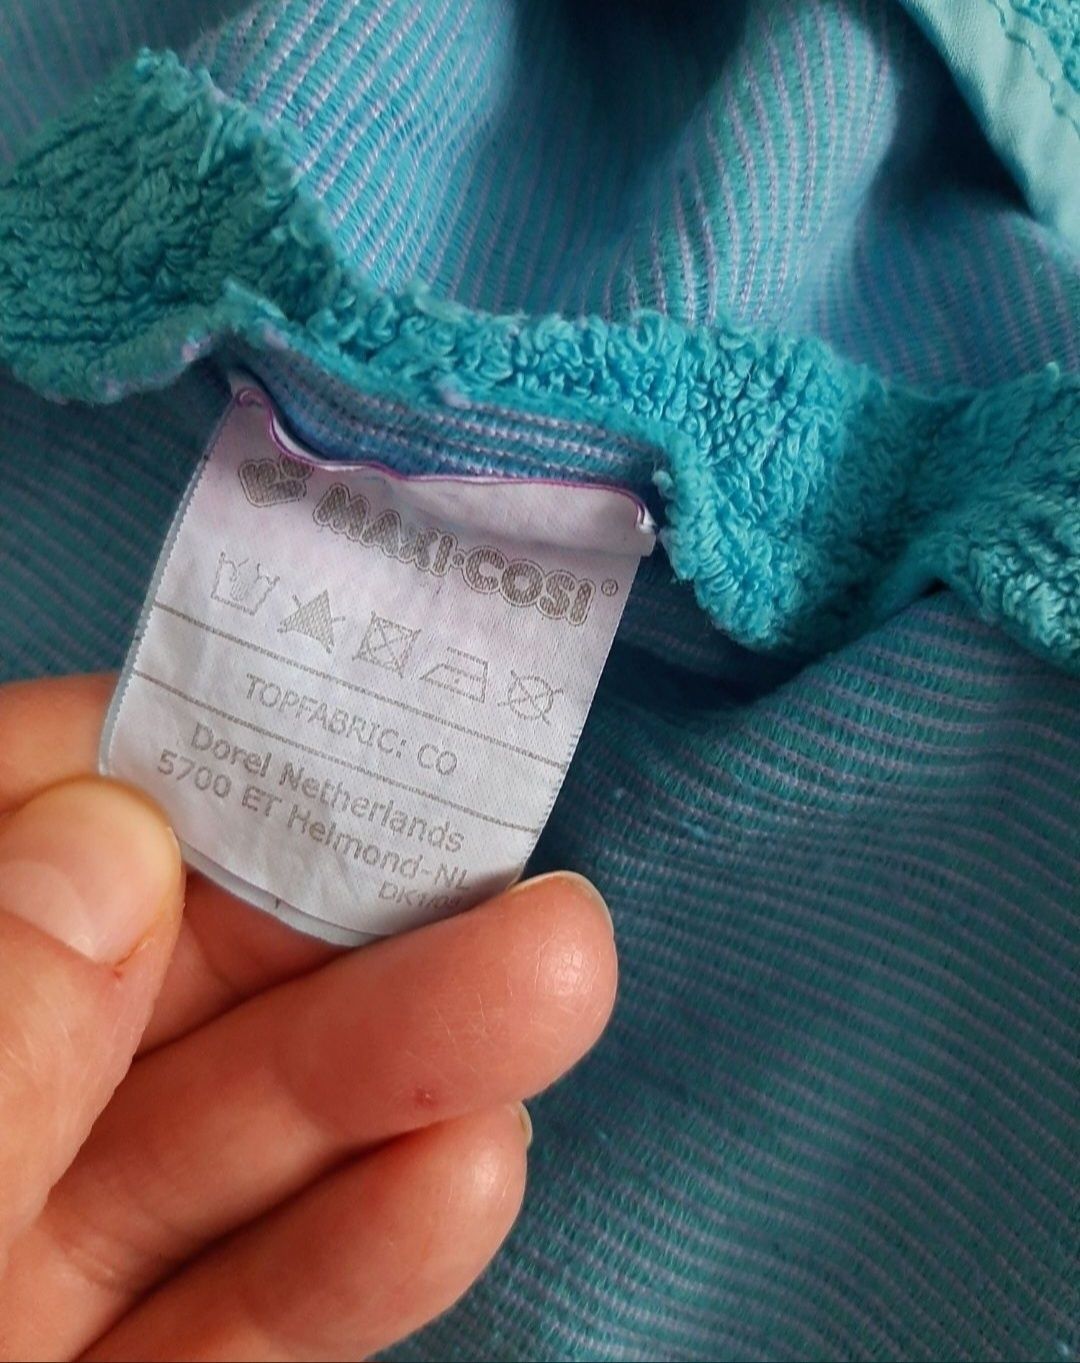 MAXI·COSI®
TOPFABRIC: CO
Dorel Netherlands
5700 ET Helmond-NL